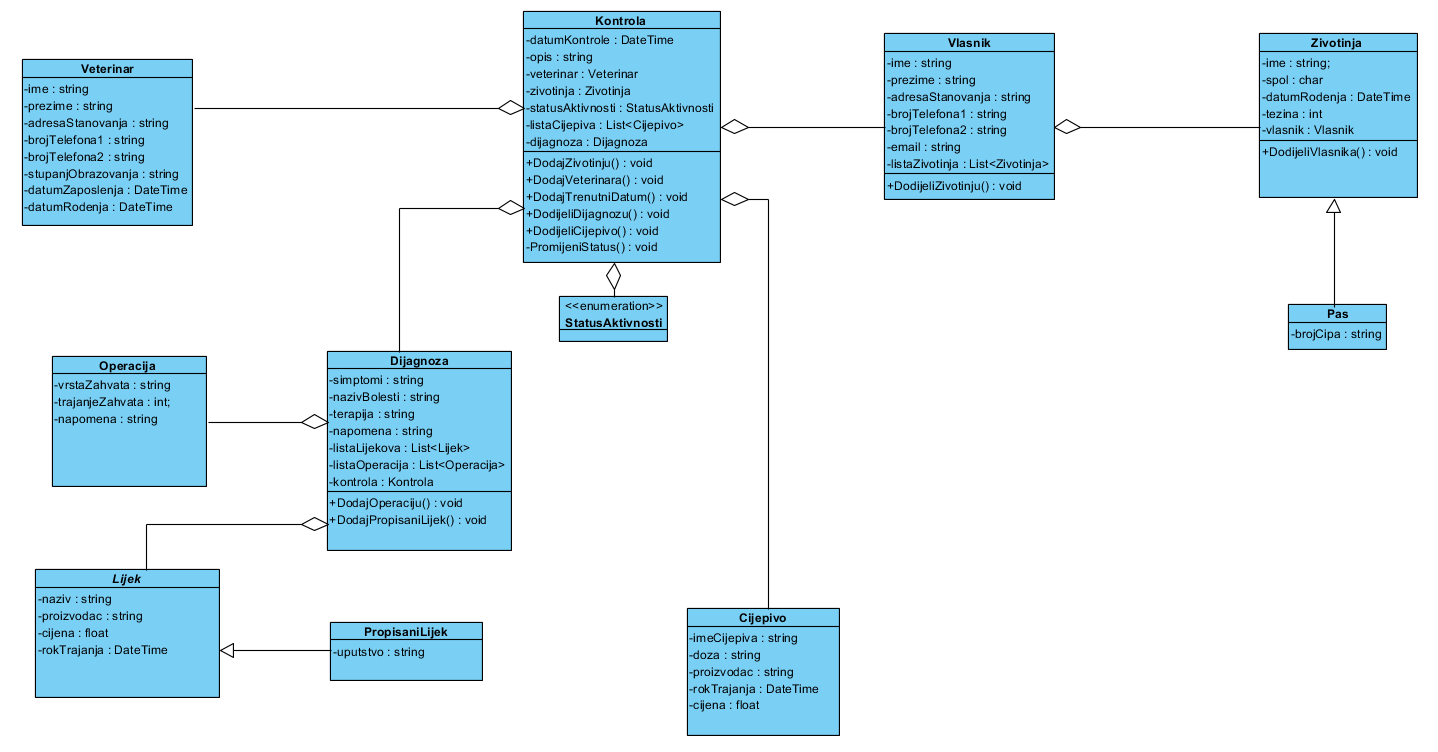 Kontrola
-datumKontrole : DateTime
-opis : string
-veterinar : Veterinar
-zivotinja : Zivotinja
-statusAktivnosti : StatusAktivnosti
-listaCijepiva : List<Cijepivo>
-dijagnoza : Dijagnoza
+DodajZivotinju() : void
+DodajVeterinara() : void
+DodajTrenutniDatum() : void
+DodijeliDijagnozu() : void
+DodijeliCijepivo() : void
-PromijeniStatus() : void
Vlasnik
-ime : string
-prezime : string
-adresaStanovanja : string
-brojTelefona1 : string
-brojTelefona2 : string
-email : string
-listaZivotinja : List<Zivotinja>
+DodijeliZivotinju() : void
Zivotinja
-ime : string;
-spol : char
-datumRodenja : DateTime
-tezina : int
-vlasnik : Vlasnik
+DodijeliVlasnika() : void
Veterinar
-ime : string
-prezime : string
-adresaStanovanja : string
-brojTelefona1 : string
-brojTelefona2 : string
-stupanjObrazovanja : string
-datumZaposlenja : DateTime
-datumRodenja : DateTime
<<enumeration>>
StatusAktivnosti
Pas
-brojCipa : string
Operacija
-vrstaZahvata : string
-trajanjeZahvata : int;
-napomena : string
Dijagnoza
-simptomi : string
-nazivBolesti : string
-terapija : string
-napomena : string
-listaLijekova : List<Lijek>
-listaOperacija : List<Operacija>
-kontrola : Kontrola
+DodajOperaciju() : void
+DodajPropisaniLijek() : void
Lijek
-naziv : string
-proizvodac : string
-cijena : float
-rokTrajanja : DateTime
PropisaniLijek
-uputstvo : string
Cijepivo
-imeCijepiva : string
-doza : string
-proizvodac : string
-rokTrajanja : DateTime
-cijena : float